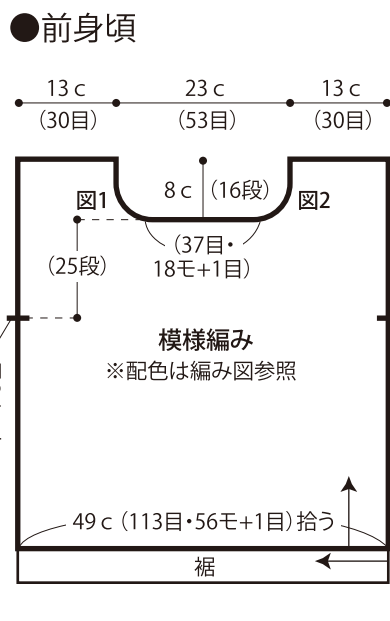 ●前身頃
13c 23c 13c
(30目) (53目) (30目)
図1 8c (16段) 図2
(37目・
18モ+1目)
(25段)
模様編み
※配色は編み図参照
49c (113目・56モ+1目) 拾う
裾